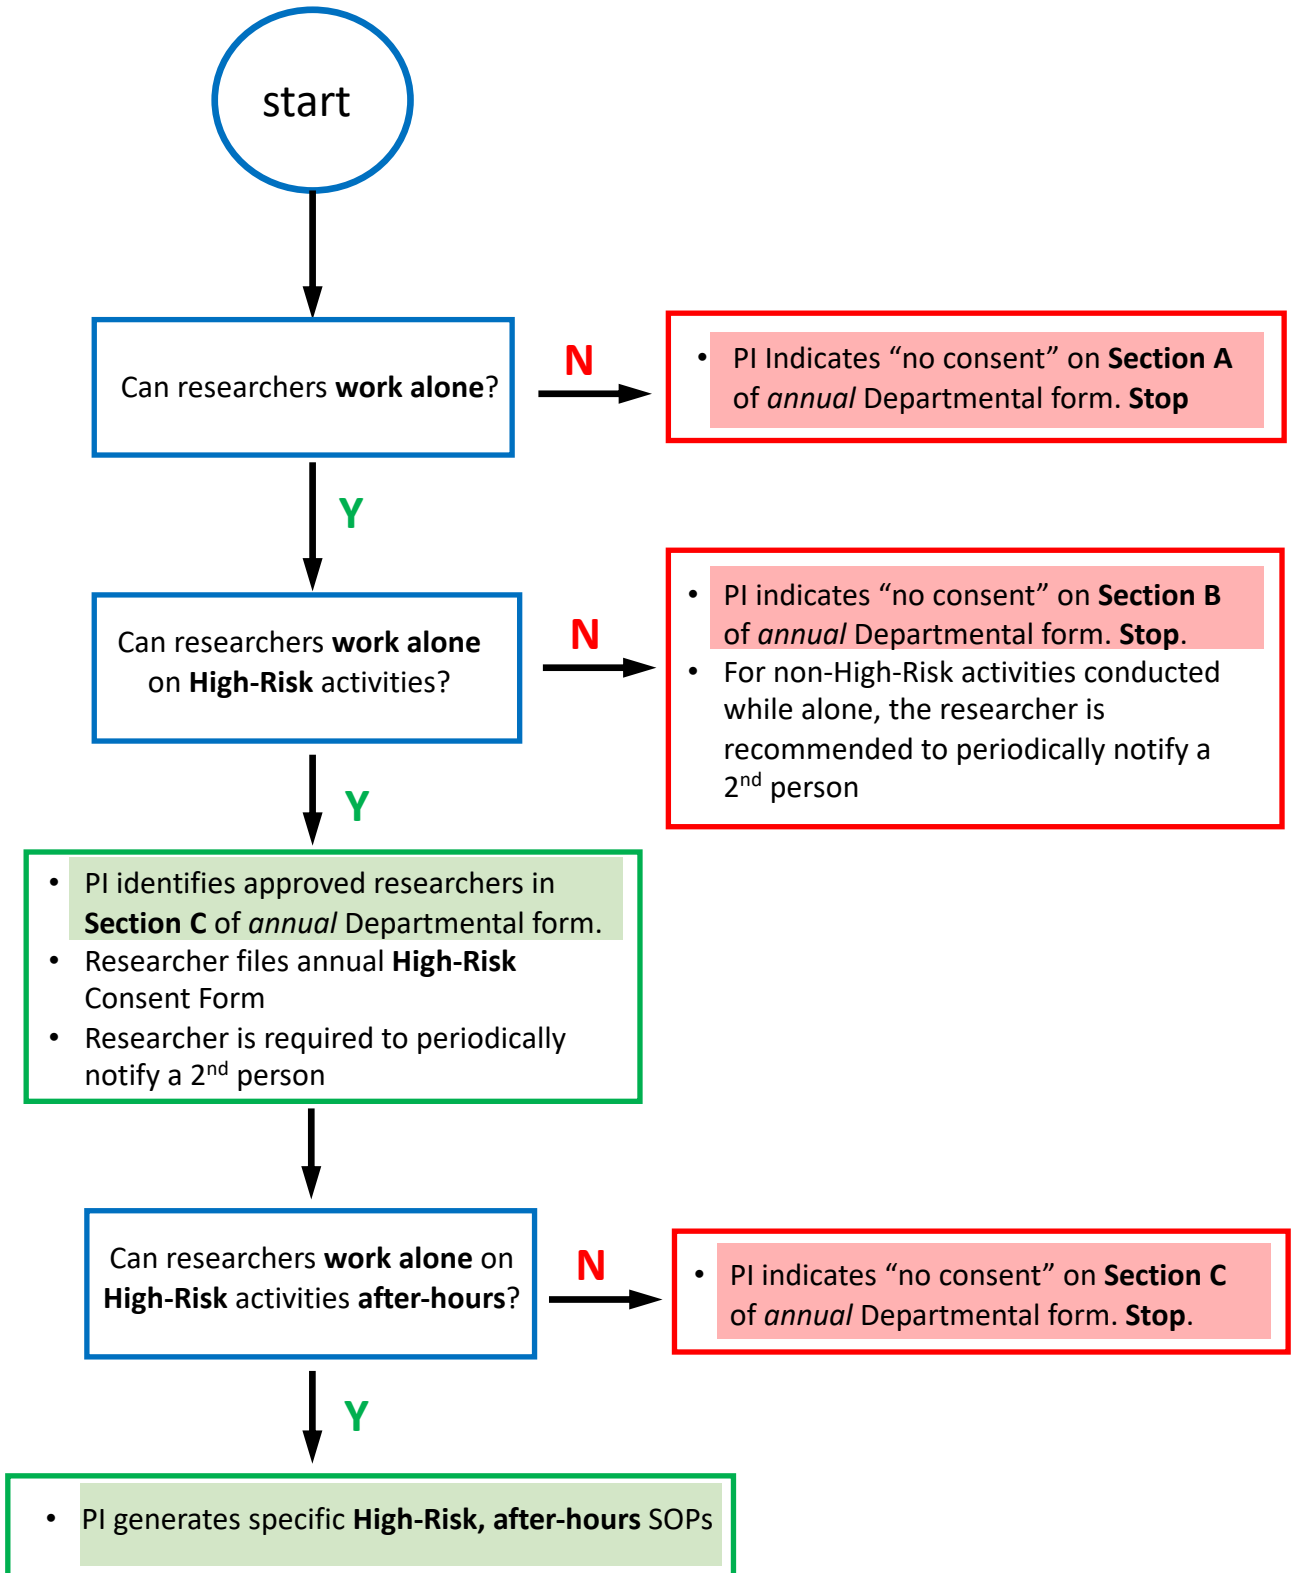 start
Can researchers work alone?
N
• PI Indicates “no consent” on Section A
of annual Departmental form. Stop
Y
Can researchers work alone
on High-Risk activities?
N
• PI indicates “no consent” on Section B
of annual Departmental form. Stop.
• For non-High-Risk activities conducted
while alone, the researcher is
recommended to periodically notify a
2nd person
Y
• PI identifies approved researchers in
Section C of annual Departmental form.
• Researcher files annual High-Risk
Consent Form
• Researcher is required to periodically
notify a 2nd person
Can researchers work alone on
High-Risk activities after-hours?
N
• PI indicates “no consent” on Section C
of annual Departmental form. Stop.
Y
• PI generates specific High-Risk, after-hours SOPs